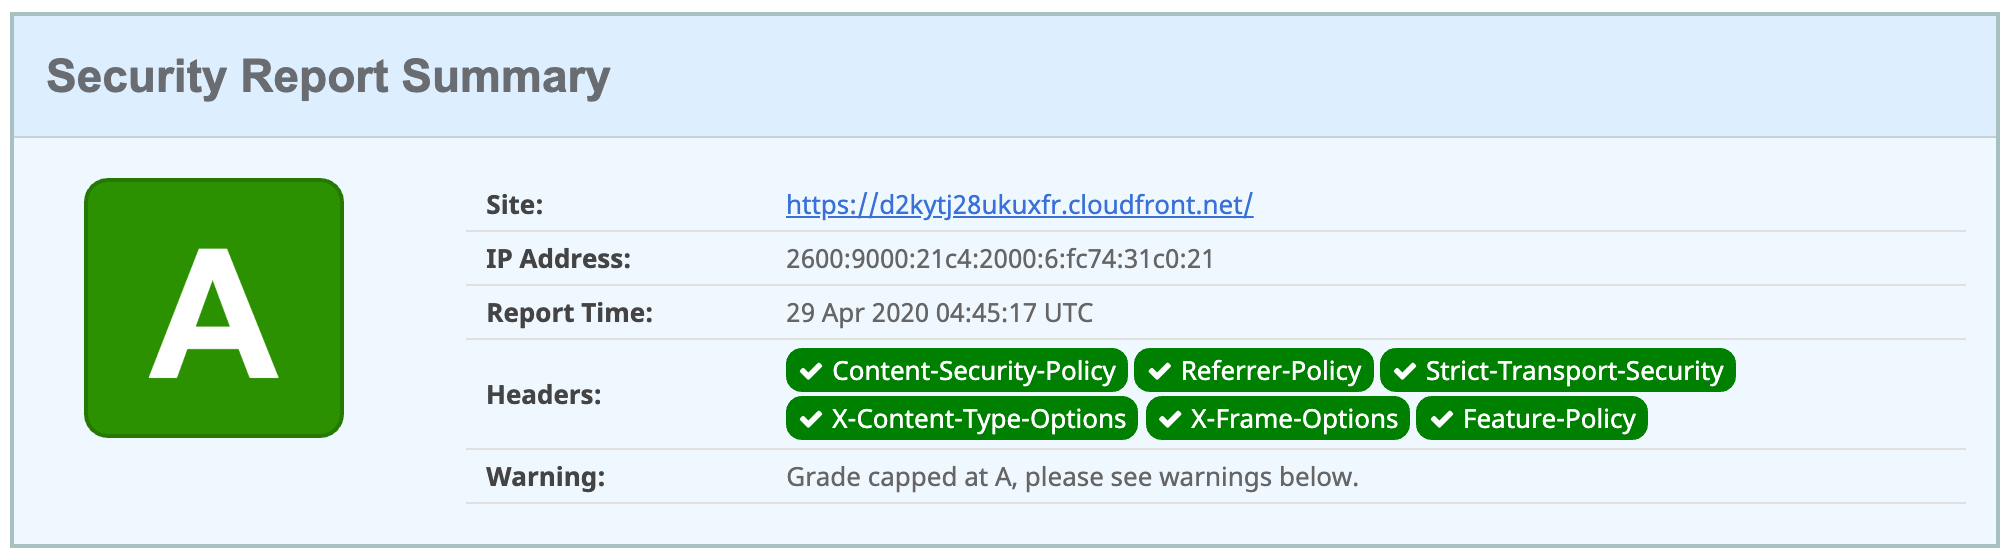 Security Report Summary
A
Site: https://d2kytj28ukuxfr.cloudfront.net/
IP Address: 2600:9000:21c4:2000:6:fc74:31c0:21
Report Time: 29 Apr 2020 04:45:17 UTC
Headers: Content-Security-Policy Referrer-Policy Strict-Transport-Security
X-Content-Type-Options X-Frame-Options Feature-Policy
Warning: Grade capped at A, please see warnings below.